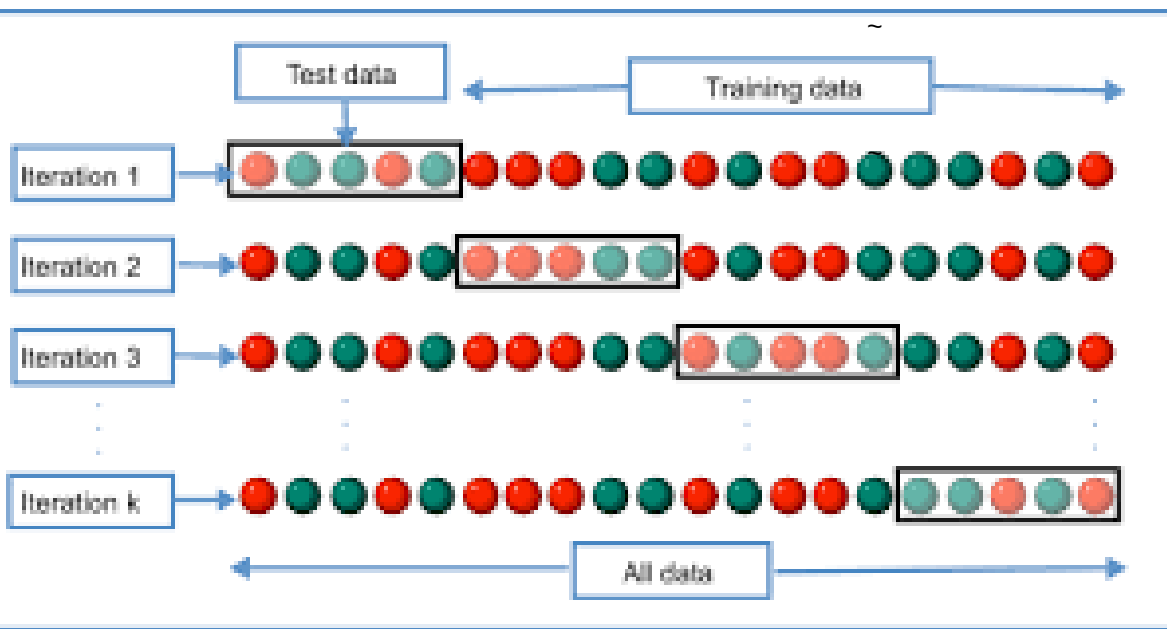 ~
Test data
Training data
Iteration 1
~
Iteration 2
Iteration 3
Iteration k
All data